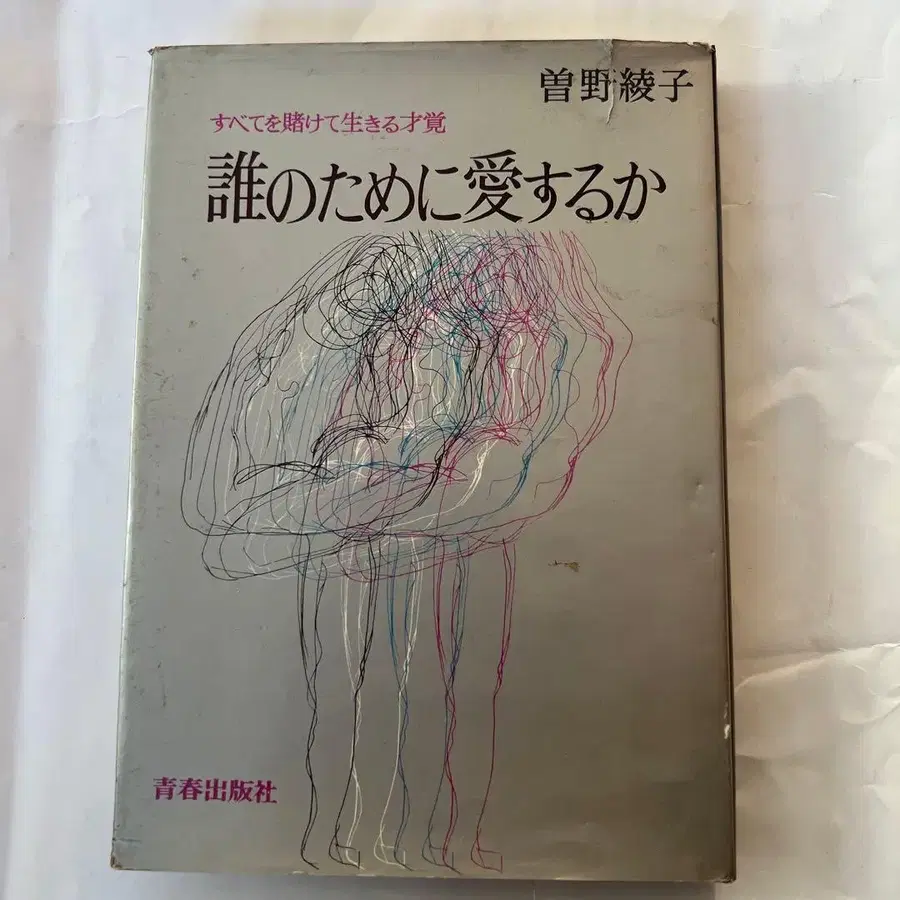 曽野綾子
すべてを賭けて生きる才覚
誰のために愛するか
青春出版社